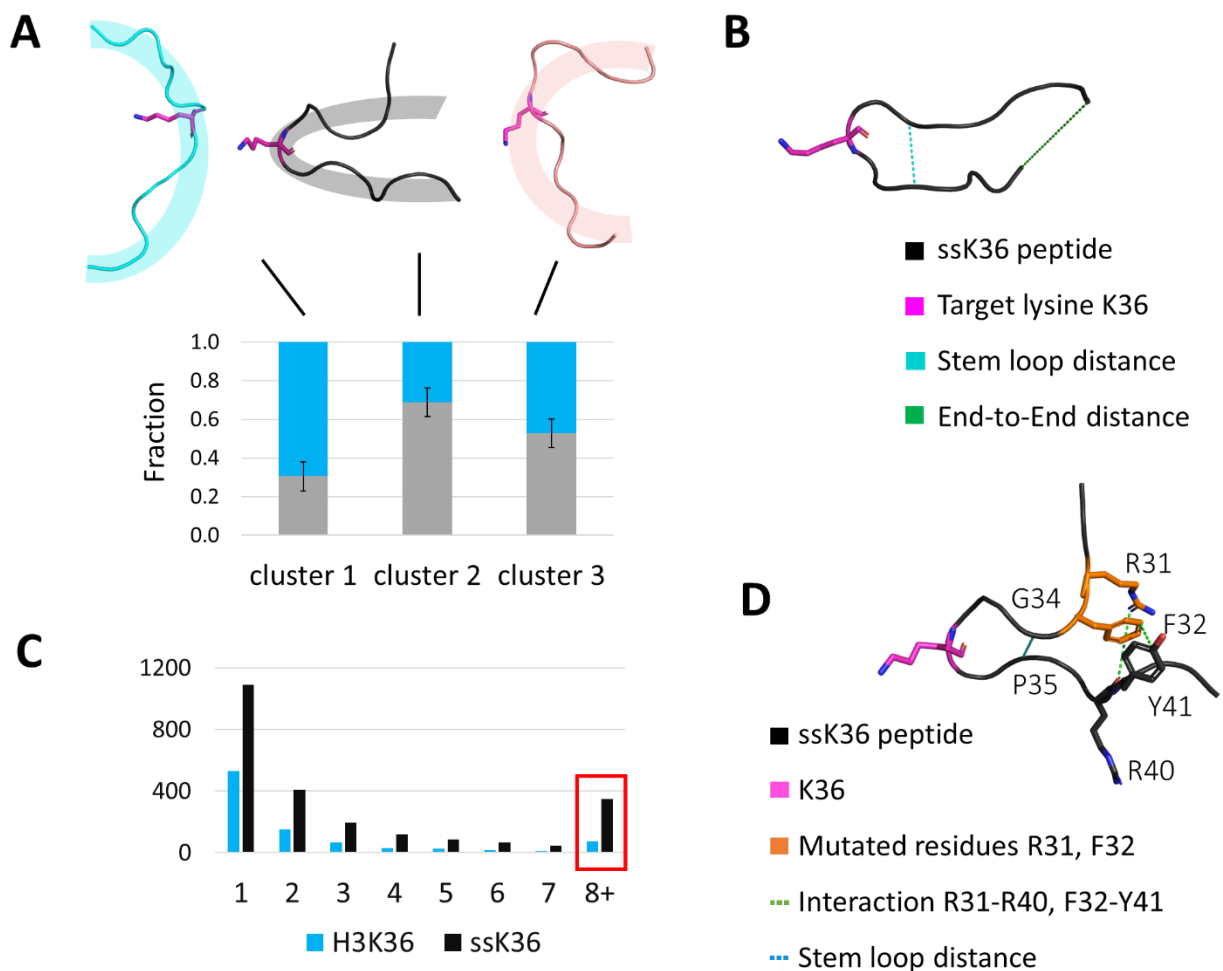 A
B
ssK36 peptide
Target lysine K36
Stem loop distance
End-to-End distance
Fraction
1.0
0.8
0.6
0.4
0.2
0.0
cluster 1 cluster 2 cluster 3
C
1200
800
400
0
1 2 3 4 5 6 7 8+
H3K36 ssK36
D
R31
G34
F32
P35
Y41
R40
ssK36 peptide
K36
Mutated residues R31, F32
Interaction R31-R40, F32-Y41
Stem loop distance